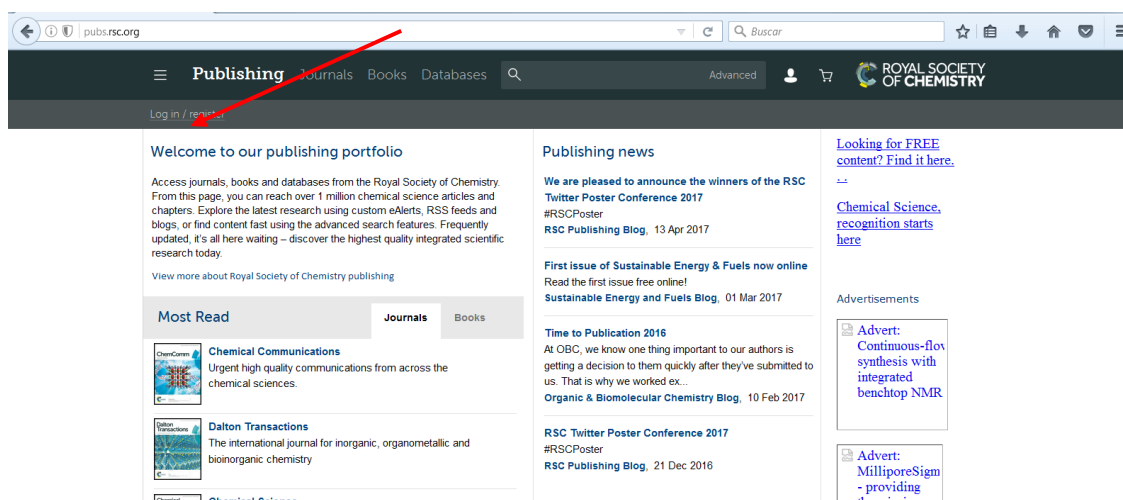 pubs.rsc.org
Buscar
Publishing Journals Books Databases
Advanced
ROYAL SOCIETY
OF CHEMISTRY
Log in / register
Welcome to our publishing portfolio
Access journals, books and databases from the Royal Society of Chemistry.
From this page, you can reach over 1 million chemical science articles and
chapters. Explore the latest research using custom eAlerts, RSS feeds and
blogs, or find content fast using the advanced search features. Frequently
updated, it's all here waiting – discover the highest quality integrated scientific
research today.
View more about Royal Society of Chemistry publishing
Most Read
Journals
Books
ChemComm
Chemical Communications
Urgent high quality communications from across the
chemical sciences.
Dalton
Transactions
Dalton Transactions
The international journal for inorganic, organometallic and
bioinorganic chemistry
Chemical
Chemical Science
Publishing news
We are pleased to announce the winners of the RSC
Twitter Poster Conference 2017
#RSCPoster
RSC Publishing Blog, 13 Apr 2017
First issue of Sustainable Energy & Fuels now online
Read the first issue free online!
Sustainable Energy and Fuels Blog, 01 Mar 2017
Time to Publication 2016
At OBC, we know one thing important to our authors is
getting a decision to them quickly after they've submitted to
us. That is why we worked ex...
Organic & Biomolecular Chemistry Blog, 10 Feb 2017
RSC Twitter Poster Conference 2017
#RSCPoster
RSC Publishing Blog, 21 Dec 2016
Looking for FREE
content? Find it here.
. .
Chemical Science,
recognition starts
here
Advertisements
Advert:
Continuous-flov
synthesis with
integrated
benchtop NMR
Advert:
MilliporeSigm
- providing